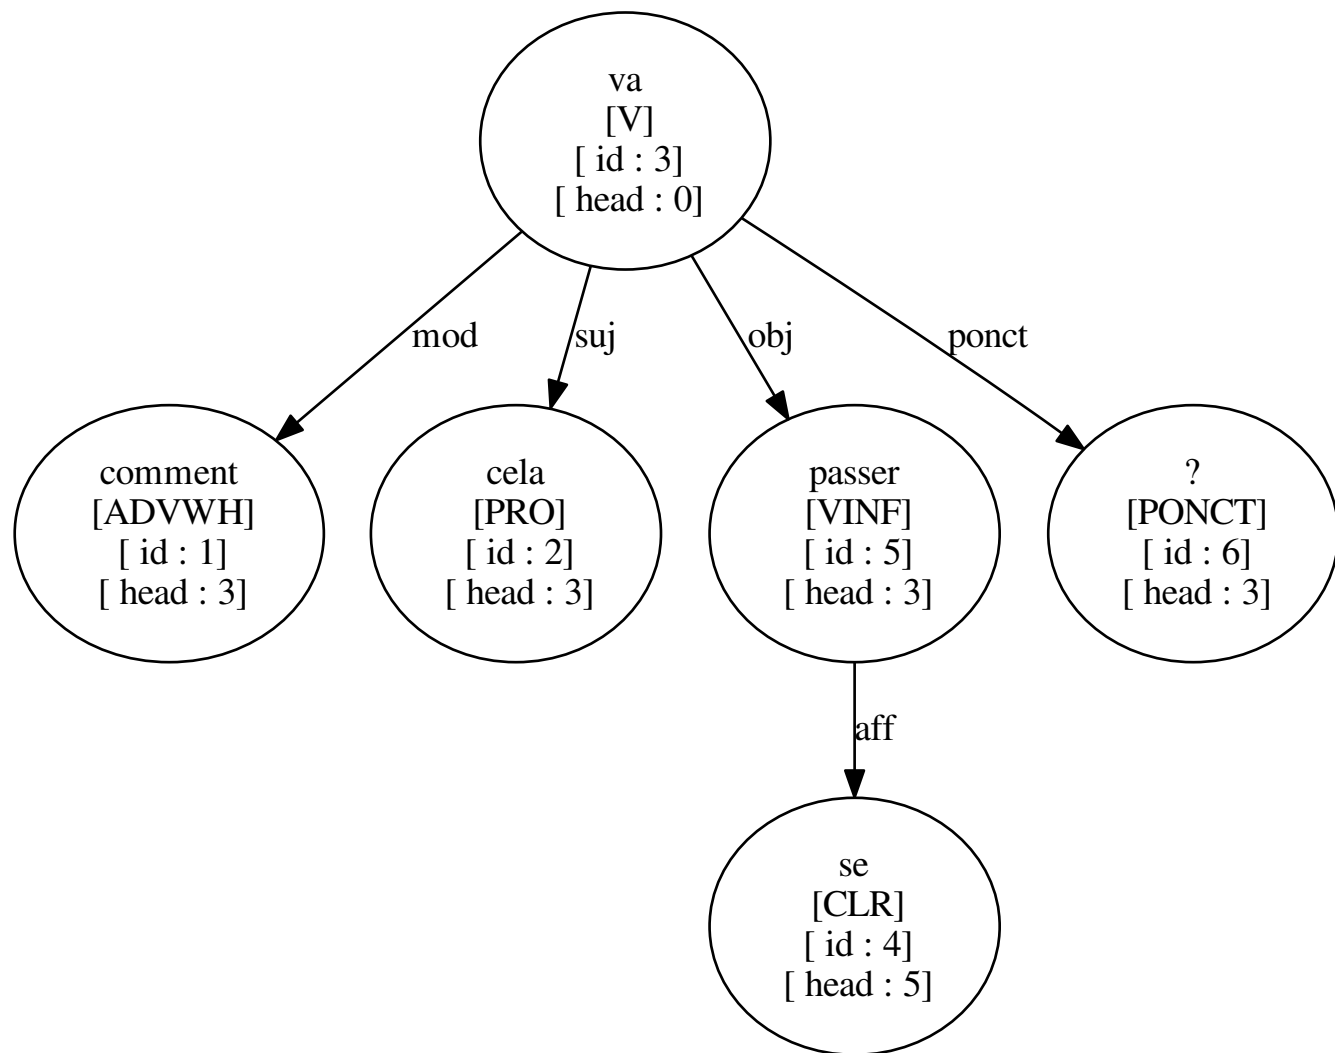 va
[V]
[ id : 3]
[ head : 0]
mod
suj
obj
ponct
comment
[ADVWH]
[ id : 1]
[ head : 3]
cela
[PRO]
[ id : 2]
[ head : 3]
passer
[VINF]
[ id : 5]
[ head : 3]
?
[PONCT]
[ id : 6]
[ head : 3]
aff
se
[CLR]
[ id : 4]
[ head : 5]